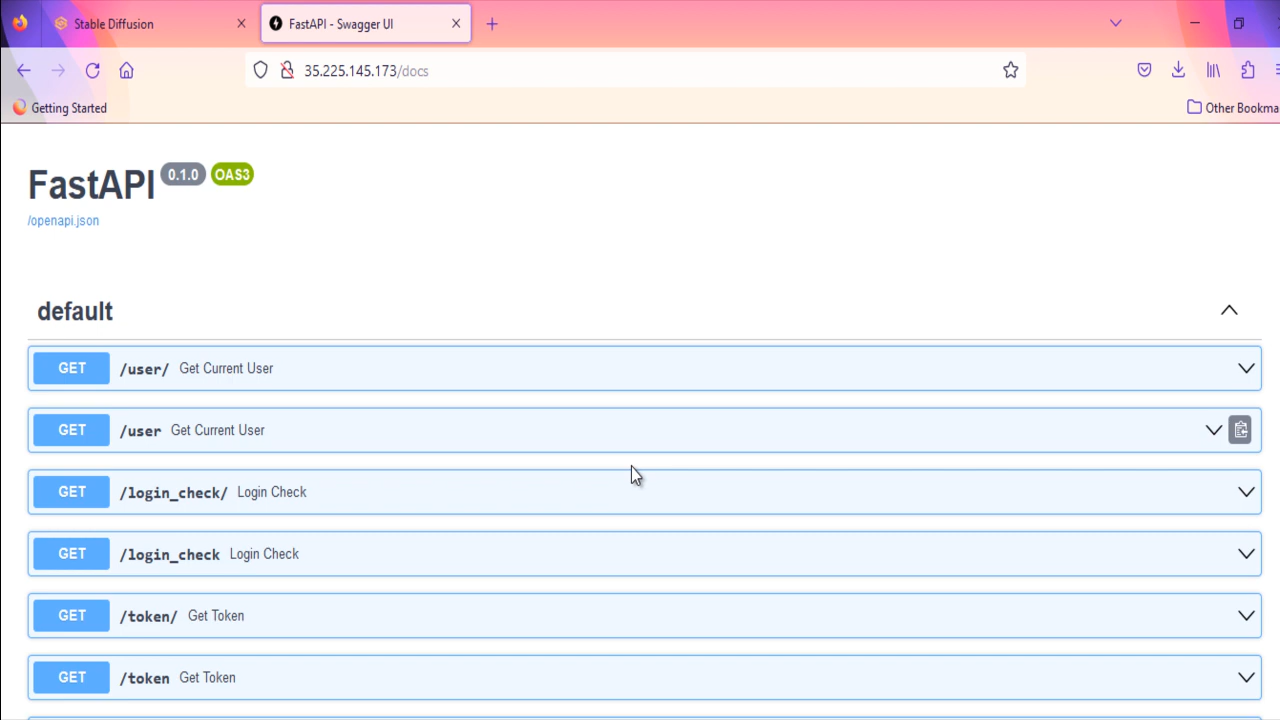 Stable Diffusion
FastAPI - Swagger UI
35.225.145.173/docs
Getting Started
Other Bookma
FastAPI 0.1.0 OAS3
/openapi.json
default
GET /user/ Get Current User
GET /user Get Current User
GET /login_check/ Login Check
GET /login_check Login Check
GET /token/ Get Token
GET /token Get Token